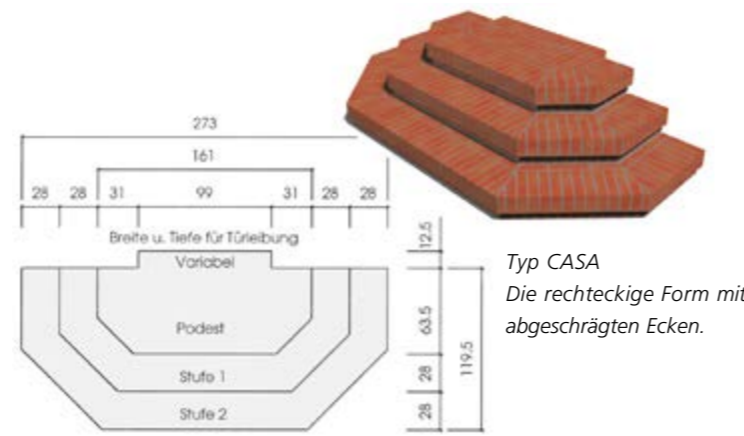 273
161
28 28 31 99 31 28 28
Breite u. Tiefe für Türleibung
Variabel
Podest
Stufe 1
Stufe 2
12.5
63.5
28
28
119.5
Typ CASA
Die rechteckige Form mit
abgeschrägten Ecken.